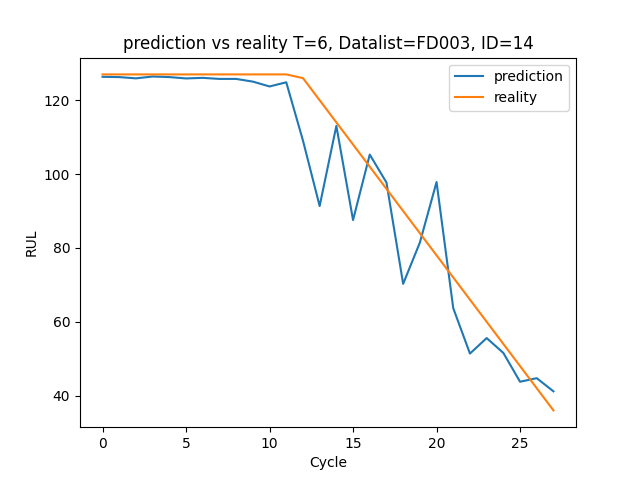 prediction vs reality T=6, Datalist=FD003, ID=14
prediction
reality
120
100
80
60
40
RUL
0 5 10 15 20 25
Cycle